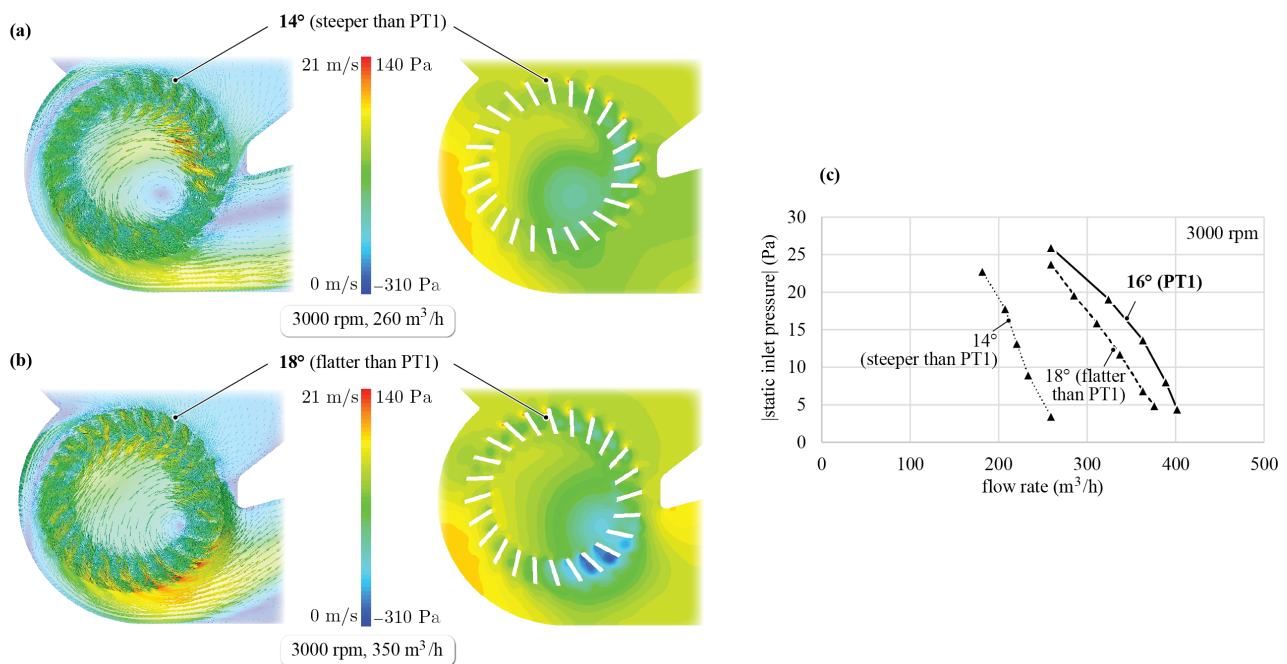 (a)
14° (steeper than PT1)
21 m/s 140 Pa
0 m/s −310 Pa
3000 rpm, 260 m³/h
(b)
18° (flatter than PT1)
21 m/s 140 Pa
0 m/s −310 Pa
3000 rpm, 350 m³/h
(c)
|static inlet pressure| (Pa)
30
25
20
15
10
5
0
3000 rpm
16° (PT1)
14°
(steeper than PT1)
18° (flatter
than PT1)
0 100 200 300 400 500
flow rate (m³/h)